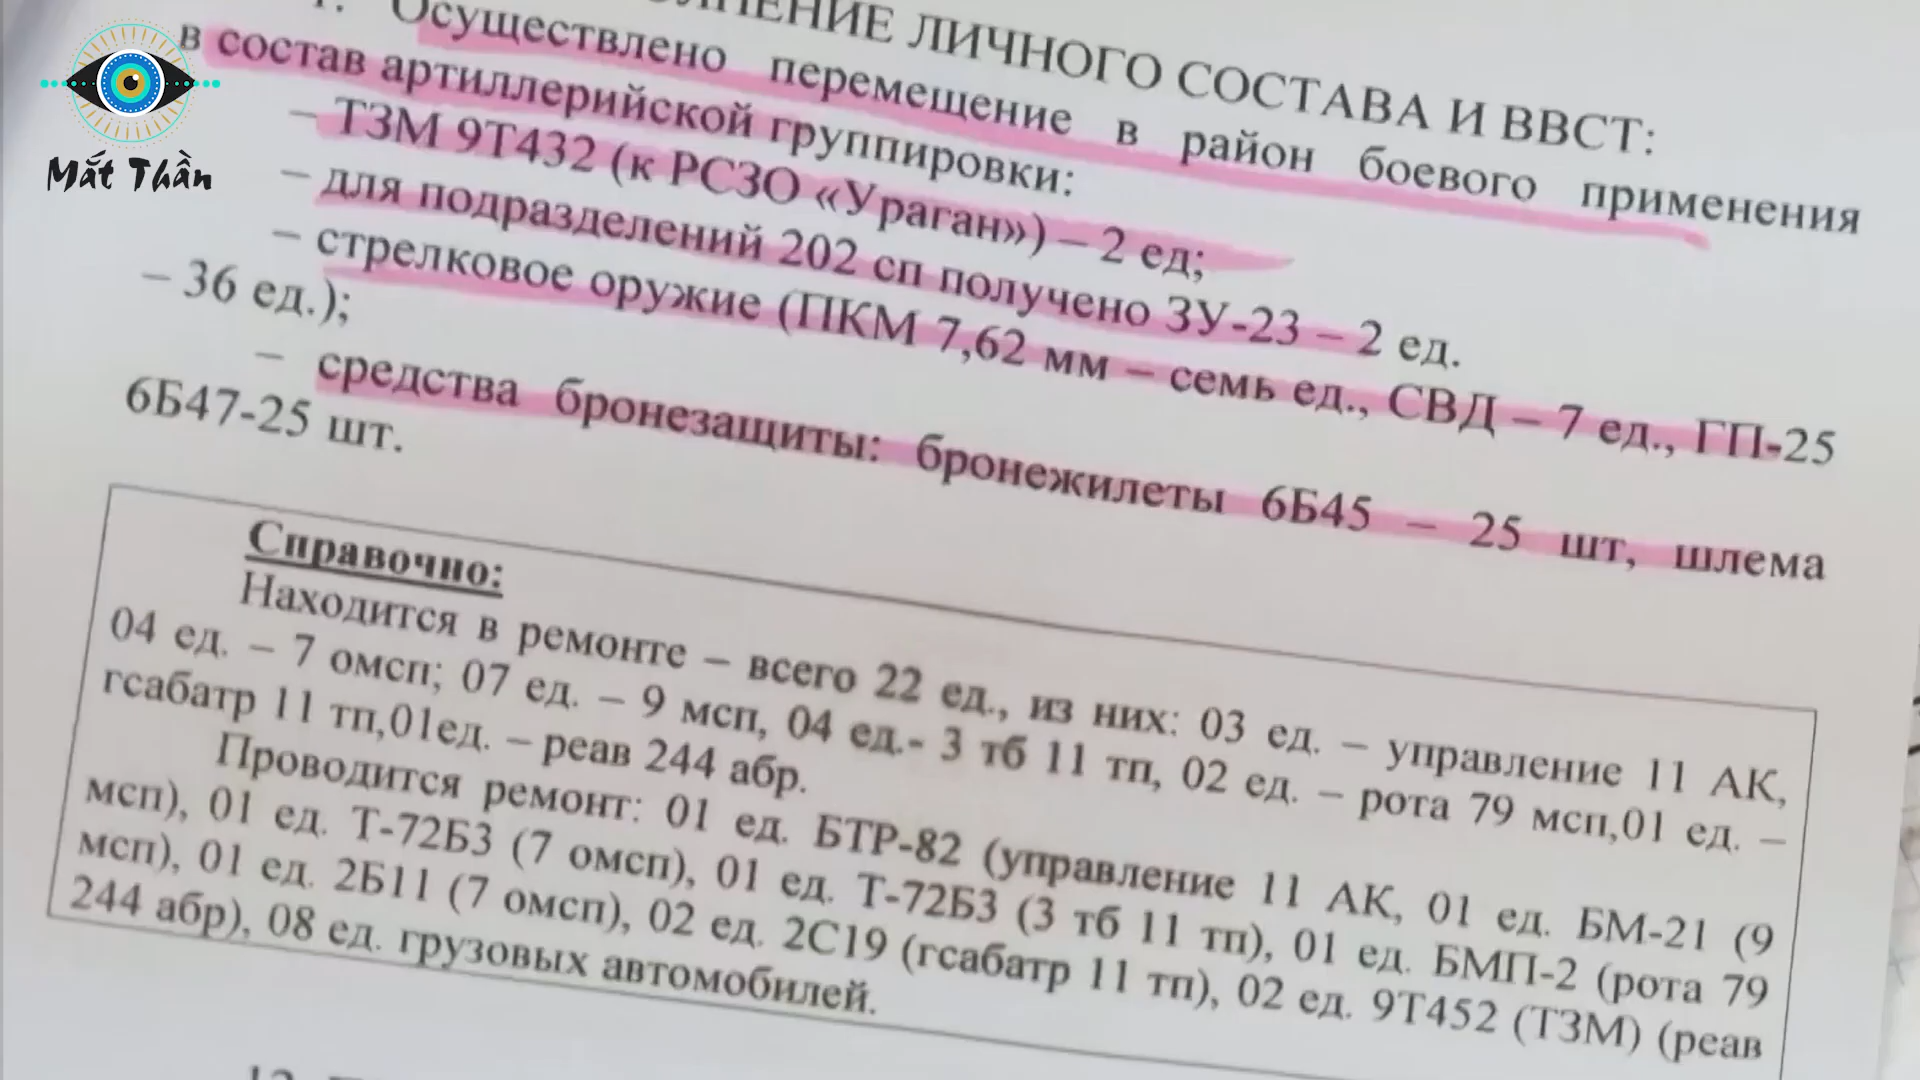 ЛИЧНОГО СОСТАВА И ВВСТ:
Осуществлено перемещение в район боевого применения
в состав артиллерийской группировки:
– ТЗМ 9Т432 (к РСЗО «Ураган») – 2 ед;
– для подразделений 202 сп получено ЗУ-23 – 2 ед.
– стрелковое оружие (ПКМ 7,62 мм – семь ед., СВД – 7 ед., ГП-25
– 36 ед.);
– средства бронезащиты: бронежилеты 6Б45 – 25 шт, шлема
6Б47-25 шт.
Справочно:
Находится в ремонте – всего 22 ед., из них: 03 ед. – управление 11 АК,
04 ед. – 7 омсп; 07 ед. – 9 мсп, 04 ед.- 3 тб 11 тп, 02 ед. – рота 79 мсп,01 ед. –
гсабатр 11 тп,01ед. – реав 244 абр.
Проводится ремонт: 01 ед. БТР-82 (управление 11 АК, 01 ед. БМ-21 (9
мсп), 01 ед. Т-72Б3 (7 омсп), 01 ед. Т-72Б3 (3 тб 11 тп), 01 ед. БМП-2 (рота 79
мсп), 01 ед. 2Б11 (7 омсп), 02 ед. 2С19 (гсабатр 11 тп), 02 ед. 9Т452 (ТЗМ) (реав
244 абр), 08 ед. грузовых автомобилей.
Mắt Thần